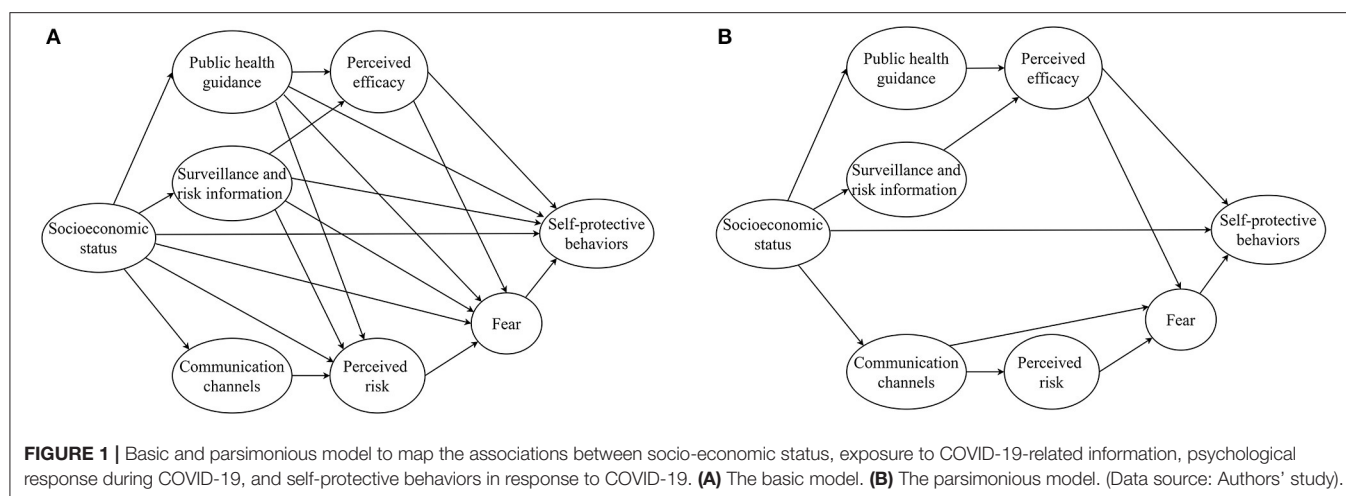 A
Public health
guidance
Perceived
efficacy
Surveillance and
risk information
Socioeconomic
status
Self-protective
behaviors
Fear
Communication
channels
Perceived
risk
B
Public health
guidance
Perceived
efficacy
Surveillance and
risk information
Socioeconomic
status
Self-protective
behaviors
Fear
Communication
channels
Perceived
risk
FIGURE 1 | Basic and parsimonious model to map the associations between socio-economic status, exposure to COVID-19-related information, psychological
response during COVID-19, and self-protective behaviors in response to COVID-19. (A) The basic model. (B) The parsimonious model. (Data source: Authors’ study).